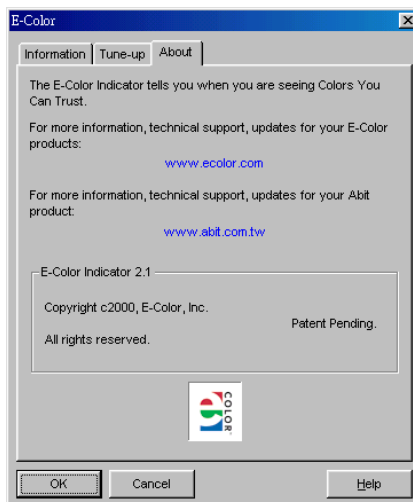 E-Color
Information Tune-up About
The E-Color Indicator tells you when you are seeing Colors You
Can Trust.
For more information, technical support, updates for your E-Color
products:
www.ecolor.com
For more information, technical support, updates for your Abit
product:
www.abit.com.tw
E-Color Indicator 2.1
Copyright c2000, E-Color, Inc.
Patent Pending.
All rights reserved.
COLOR
OK Cancel Help